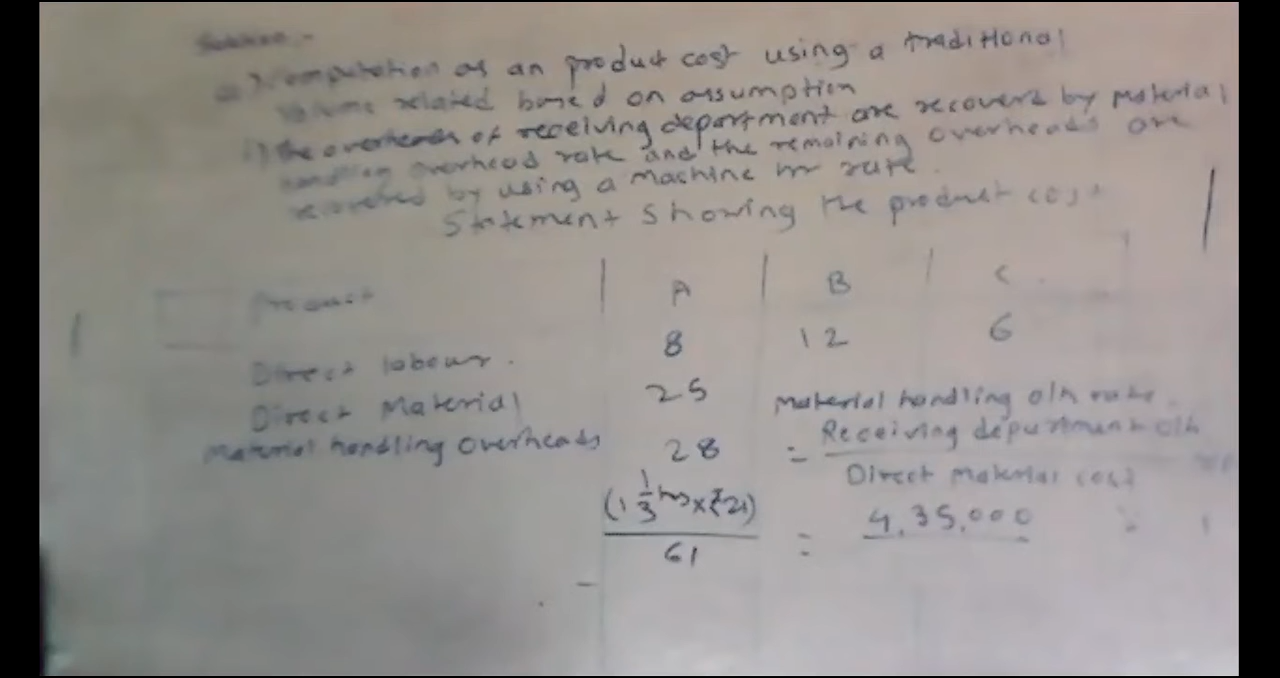 Solution:-
a) Computation of an product cost using a traditional
volume related based on assumption
i) the overheads of receiving department are recoverd by material
handling overhead rate and the remaining overheads are
recovered by using a machine hr rate.
Statement showing the product cost
Product A B C
Direct labour. 8 12 6
Direct Material 25
Material handling overheads 28
(1 1/3 hrs x ₹21)
61
Material handling o/h rate
= Receiving department o/h
Direct Material cost
= 4,35,000